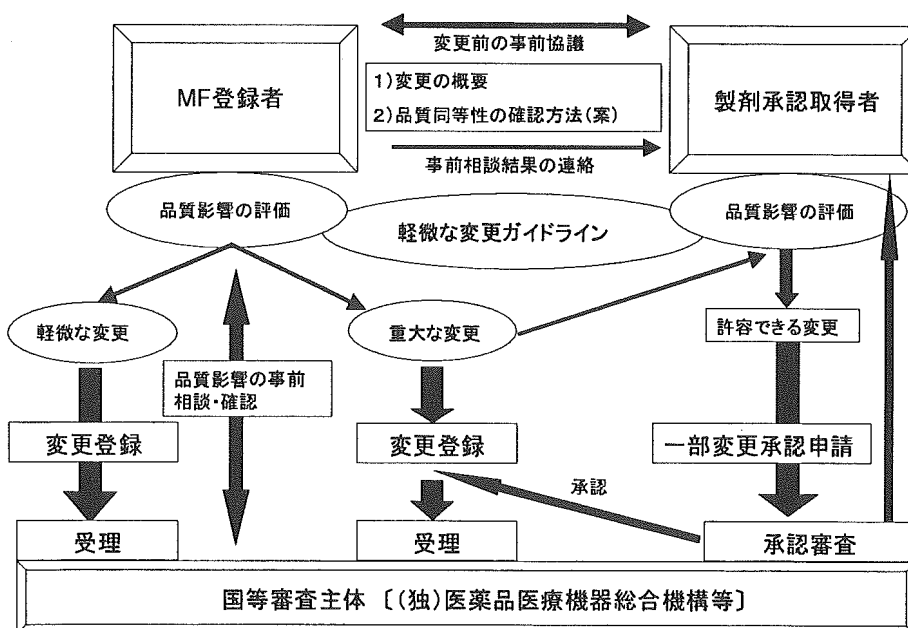 変更前の事前協議
MF登録者
1)変更の概要
2)品質同等性の確認方法(案)
製剤承認取得者
事前相談結果の連絡
品質影響の評価
軽微な変更ガイドライン
品質影響の評価
軽微な変更
重大な変更
許容できる変更
品質影響の事前
相談・確認
変更登録
変更登録
一部変更承認申請
承認
受理
受理
承認審査
国等審査主体 〔(独)医薬品医療機器総合機構等〕